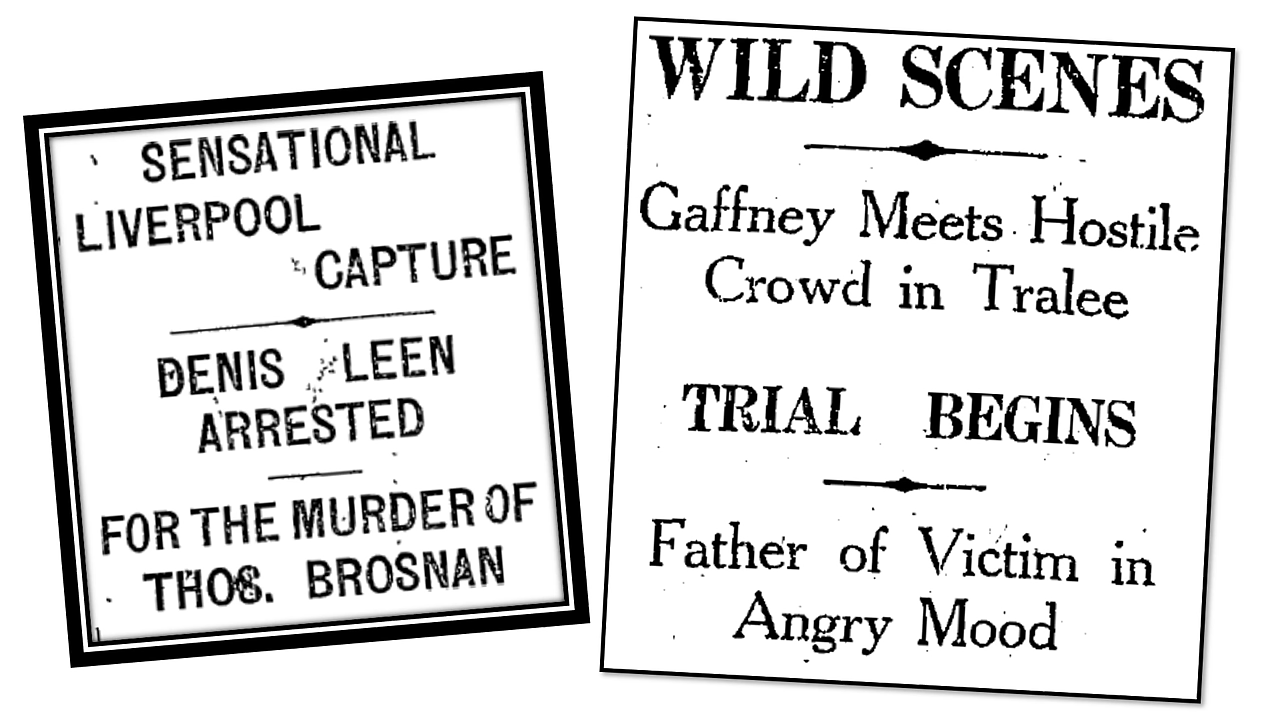 SENSATIONAL
LIVERPOOL
CAPTURE
DENIS LEEN
ARRESTED
FOR THE MURDER OF
THOS. BROSNAN
WILD SCENES
Gaffney Meets Hostile
Crowd in Tralee
TRIAL BEGINS
Father of Victim in
Angry Mood